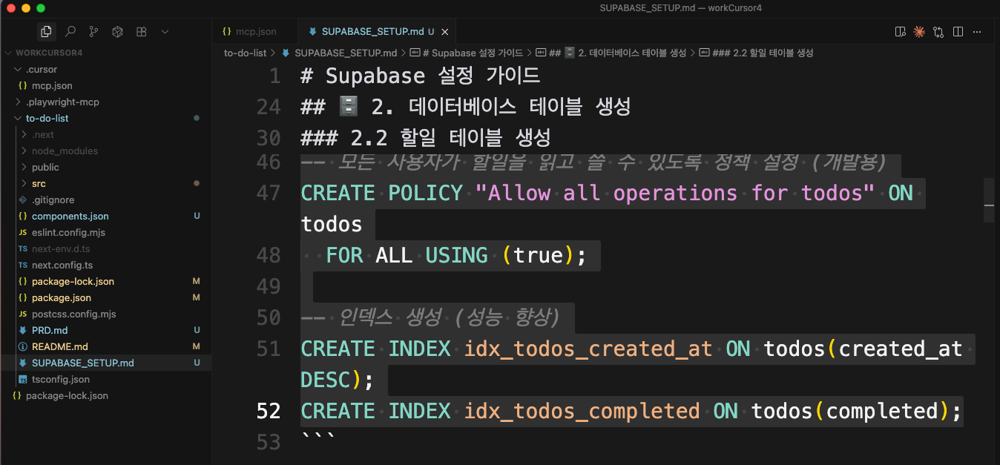 SUPABASE_SETUP.md — workCursor4
WORKCURSOR4
.cursor
{} mcp.json
.playwright-mcp
to-do-list
.next
node_modules
public
src
.gitignore
{} components.json U
JS eslint.config.mjs
TS next-env.d.ts
TS next.config.ts
{} package-lock.json M
{} package.json M
JS postcss.config.mjs
PRD.md U
README.md M
SUPABASE_SETUP.md U
tsconfig.json
{} package-lock.json
{} mcp.json
SUPABASE_SETUP.md U
to-do-list > SUPABASE_SETUP.md > # Supabase 설정 가이드 > ## 🗄️ 2. 데이터베이스 테이블 생성 > ### 2.2 할일 테이블 생성
1 # Supabase 설정 가이드
24 ## 🗄️ 2. 데이터베이스 테이블 생성
30 ### 2.2 할일 테이블 생성
46 -- 모든 사용자가 할일을 읽고 쓸 수 있도록 정책 설정 (개발용)
47 CREATE POLICY "Allow all operations for todos" ON
todos
48 FOR ALL USING (true);
49
50 -- 인덱스 생성 (성능 향상)
51 CREATE INDEX idx_todos_created_at ON todos(created_at
DESC);
52 CREATE INDEX idx_todos_completed ON todos(completed);
53 ```